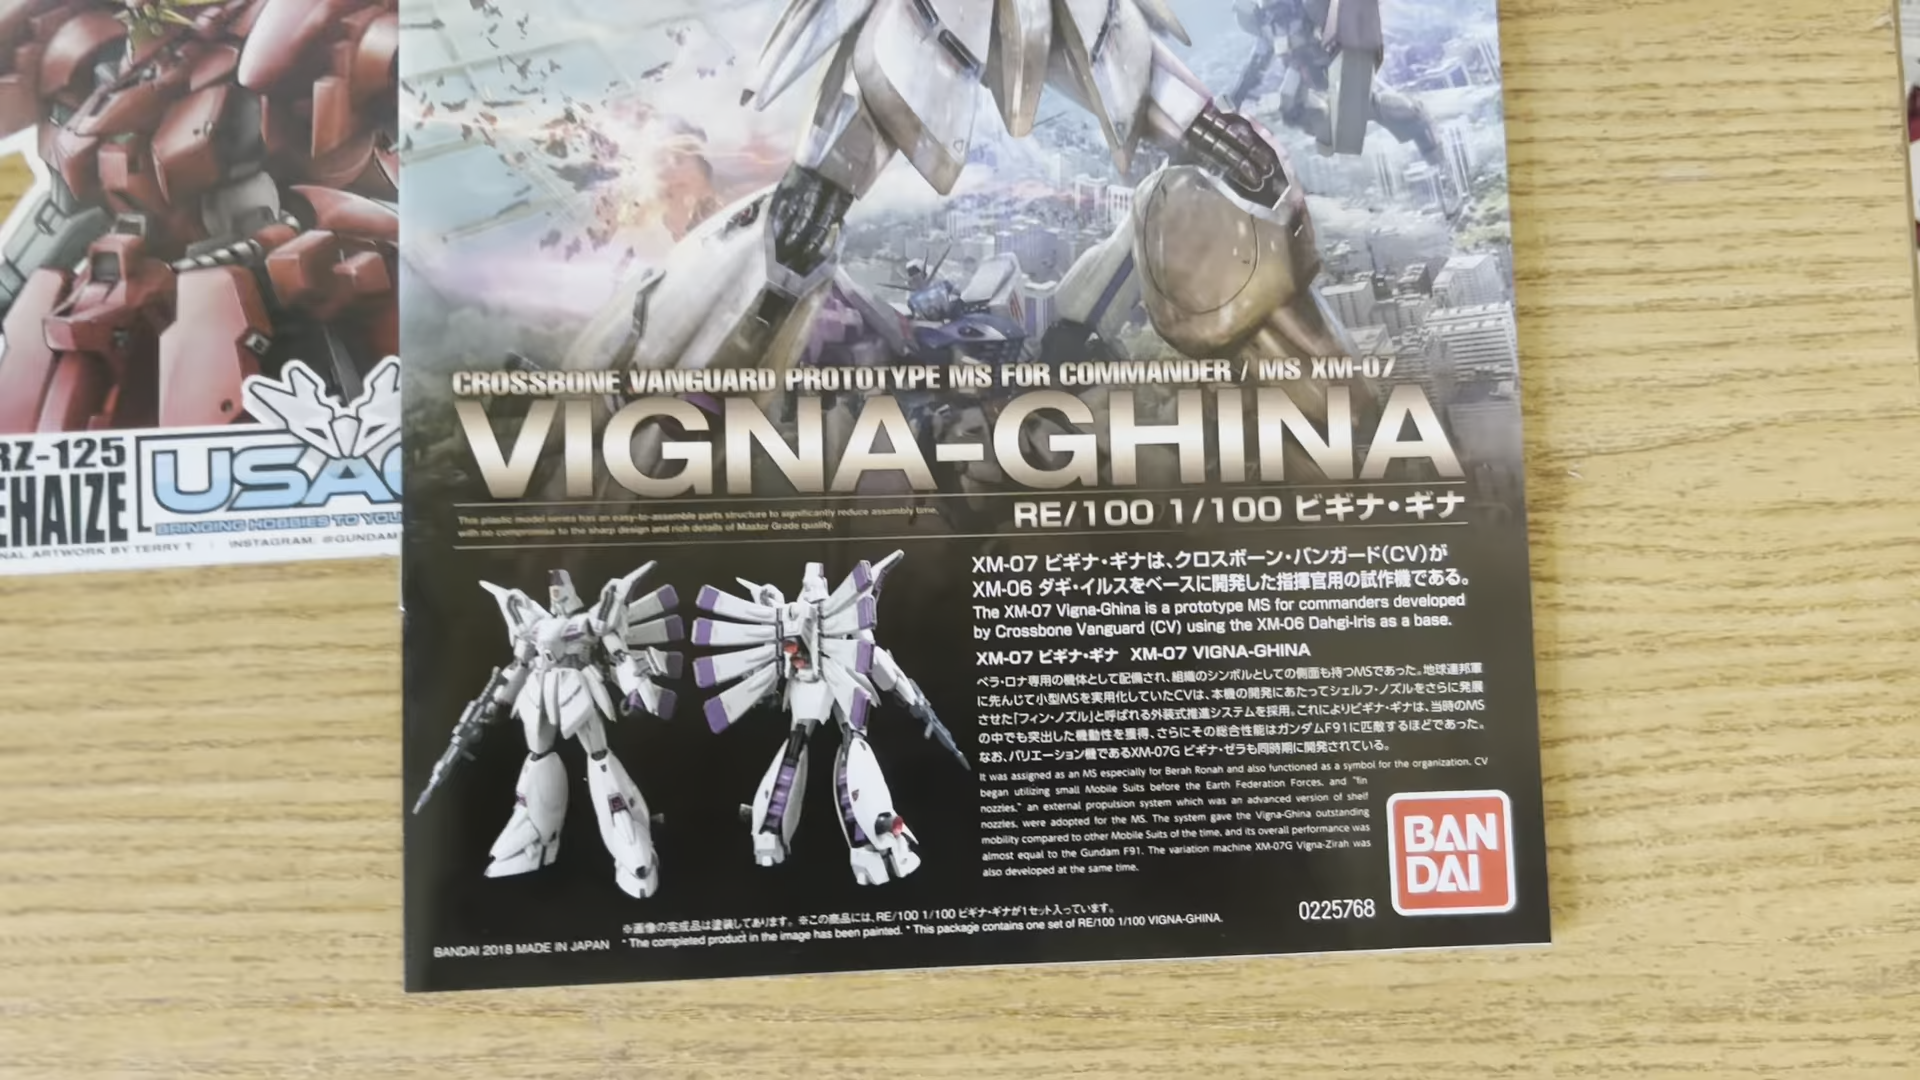 RZ-125
EHAIZE
USA
BRINGING HOBBIES TO YOU
NAL ARTWORK BY TERRY T. | INSTAGRAM: @GUNDAM
CROSSBONE VANGUARD PROTOTYPE MS FOR COMMANDER / MS XM-07
VIGNA-GHINA
This plastic model series has an easy-to-assemble parts structure to significantly reduce assembly time,
with no compromise to the sharp design and rich details of Master Grade quality.
RE/100 1/100 ビギナ・ギナ
XM-07 ビギナ・ギナは、クロスボーン・バンガード(CV)が
XM-06 ダギ・イルスをベースに開発した指揮官用の試作機である。
The XM-07 Vigna-Ghina is a prototype MS for commanders developed
by Crossbone Vanguard (CV) using the XM-06 Dahgi-Iris as a base.
XM-07 ビギナ・ギナ XM-07 VIGNA-GHINA
ベラ・ロナ専用の機体として配備され、組織のシンボルとしての側面も持つMSであった。地球連邦軍
に先んじて小型MSを実用化していたCVは、本機の開発にあたってシェルフ・ノズルをさらに発展
させた「フィン・ノズル」と呼ばれる外装式推進システムを採用。これによりビギナ・ギナは、当時のMS
の中でも突出した機動性を獲得、さらにその総合性能はガンダムF91に匹敵するほどであった。
なお、バリエーション機であるXM-07G ビギナ・ゼラも同時期に開発されている。
It was assigned as an MS especially for Berah Ronah and also functioned as a symbol for the organization. CV
began utilizing small Mobile Suits before the Earth Federation Forces, and "fin
nozzles," an external propulsion system which was an advanced version of shelf
nozzles, were adopted for the MS. The system gave the Vigna-Ghina outstanding
mobility compared to other Mobile Suits of the time, and its overall performance was
almost equal to the Gundam F91. The variation machine XM-07G Vigna-Zirah was
also developed at the same time.
BAN
DAI
0225768
※画像の完成品は塗装してあります。※この商品には、RE/100 1/100 ビギナ・ギナが1セット入っています。
* The completed product in the image has been painted. * This package contains one set of RE/100 1/100 VIGNA-GHINA.
BANDAI 2018 MADE IN JAPAN